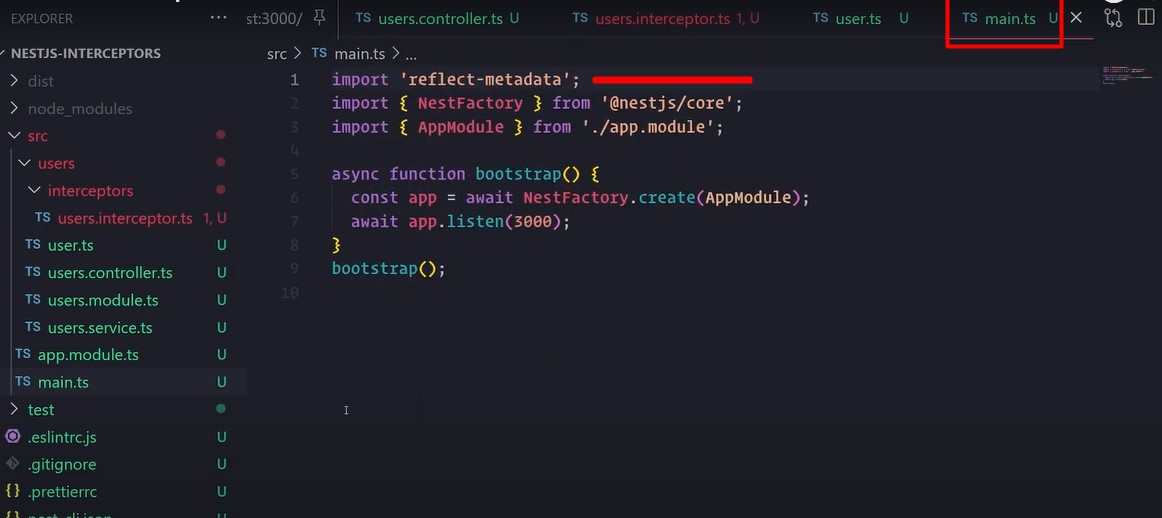 EXPLORER
···
st:3000/
TS users.controller.ts U
TS users.interceptor.ts 1, U
TS user.ts U
TS main.ts U
NESTJS-INTERCEPTORS
dist
node_modules
src
users
interceptors
TS users.interceptor.ts 1, U
TS user.ts U
TS users.controller.ts U
TS users.module.ts U
TS users.service.ts U
TS app.module.ts U
TS main.ts U
test
.eslintrc.js U
.gitignore U
{} .prettierrc U
src > TS main.ts > ...
1 import 'reflect-metadata';
2 import { NestFactory } from '@nestjs/core';
3 import { AppModule } from './app.module';
4
5 async function bootstrap() {
6 const app = await NestFactory.create(AppModule);
7 await app.listen(3000);
8 }
9 bootstrap();
10